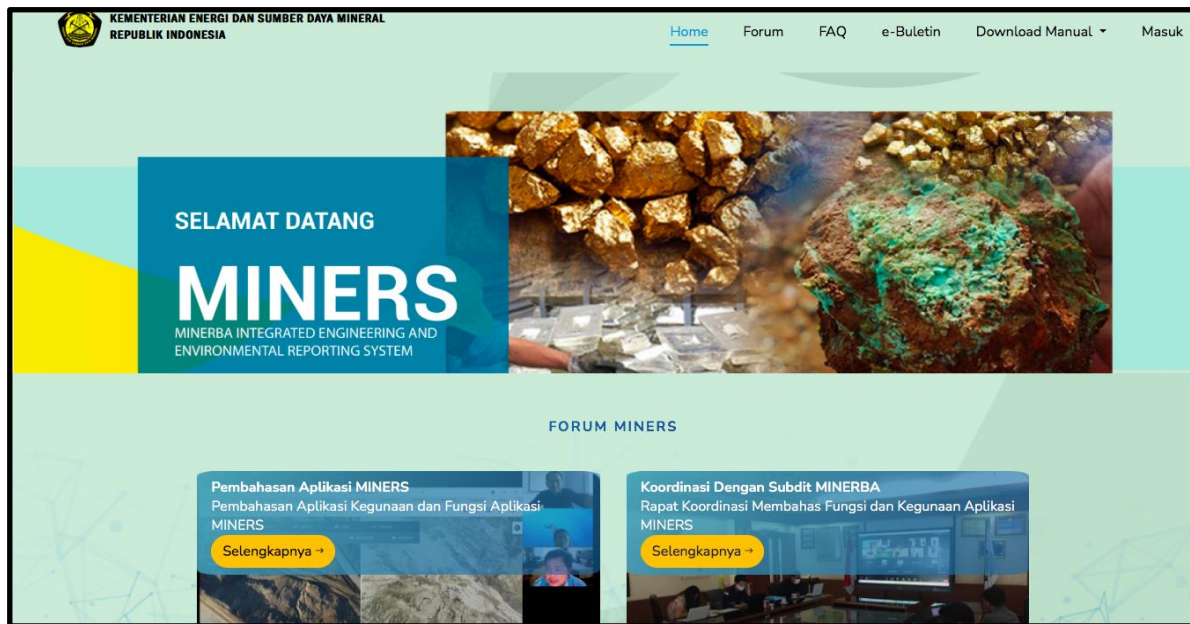 KEMENTERIAN ENERGI DAN SUMBER DAYA MINERAL
REPUBLIK INDONESIA
Home Forum FAQ e-Buletin Download Manual Masuk
SELAMAT DATANG
MINERS
MINERBA INTEGRATED ENGINEERING AND
ENVIRONMENTAL REPORTING SYSTEM
FORUM MINERS
Pembahasan Aplikasi MINERS
Pembahasan Aplikasi Kegunaan dan Fungsi Aplikasi
MINERS
Selengkapnya →
Koordinasi Dengan Subdit MINERBA
Rapat Koordinasi Membahas Fungsi dan Kegunaan Aplikasi
MINERS
Selengkapnya →